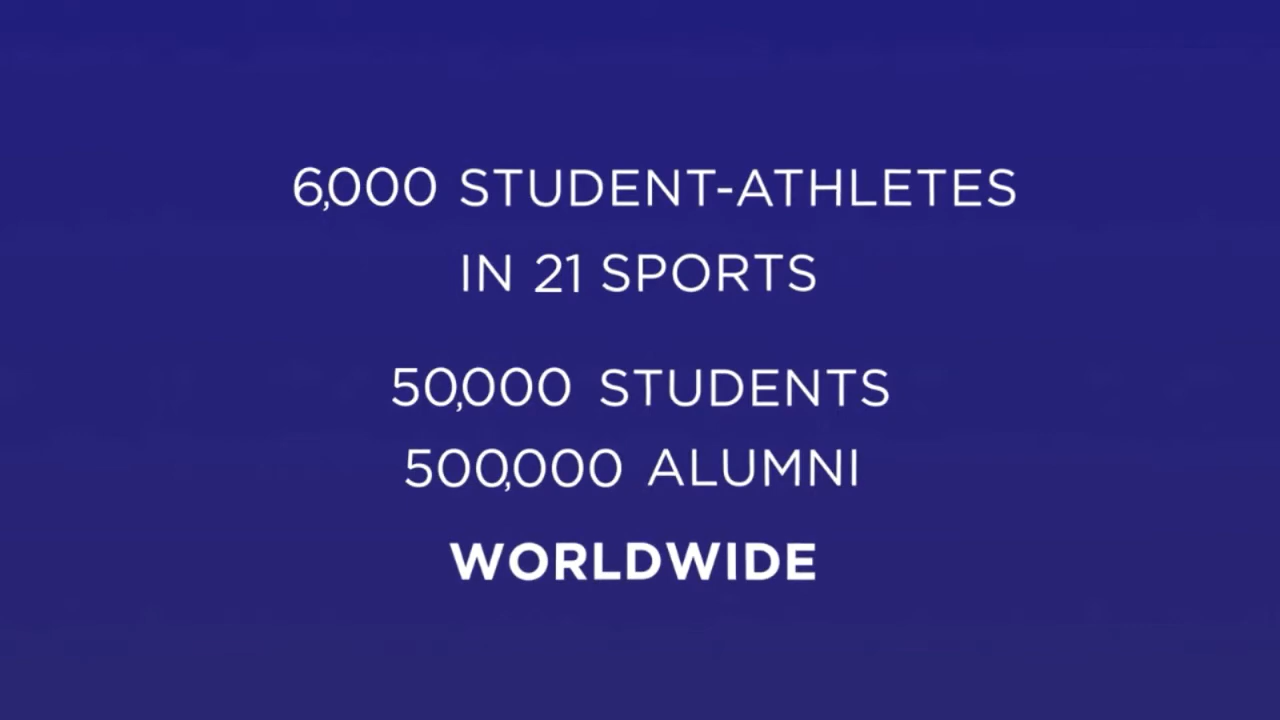 6,000 STUDENT-ATHLETES
IN 21 SPORTS
50,000 STUDENTS
500,000 ALUMNI
WORLDWIDE